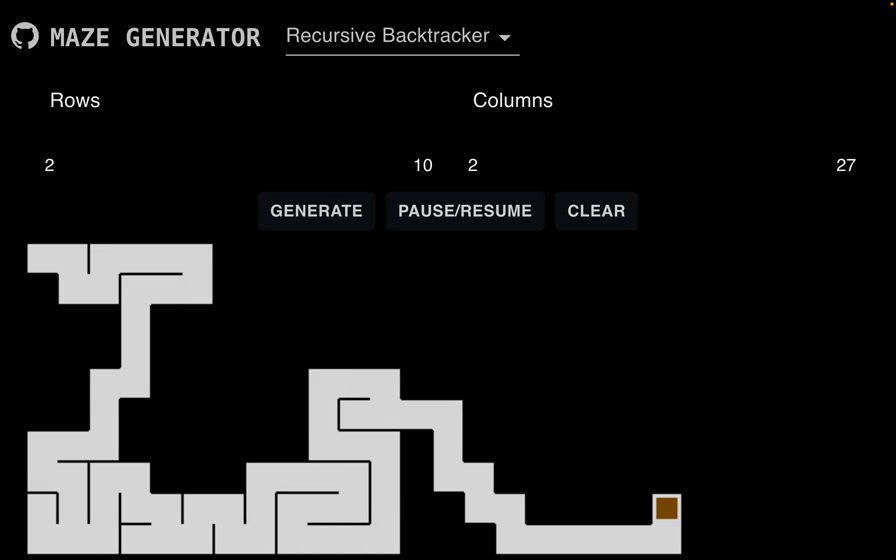 MAZE GENERATOR Recursive Backtracker
Rows Columns
2 10 2 27
GENERATE PAUSE/RESUME CLEAR